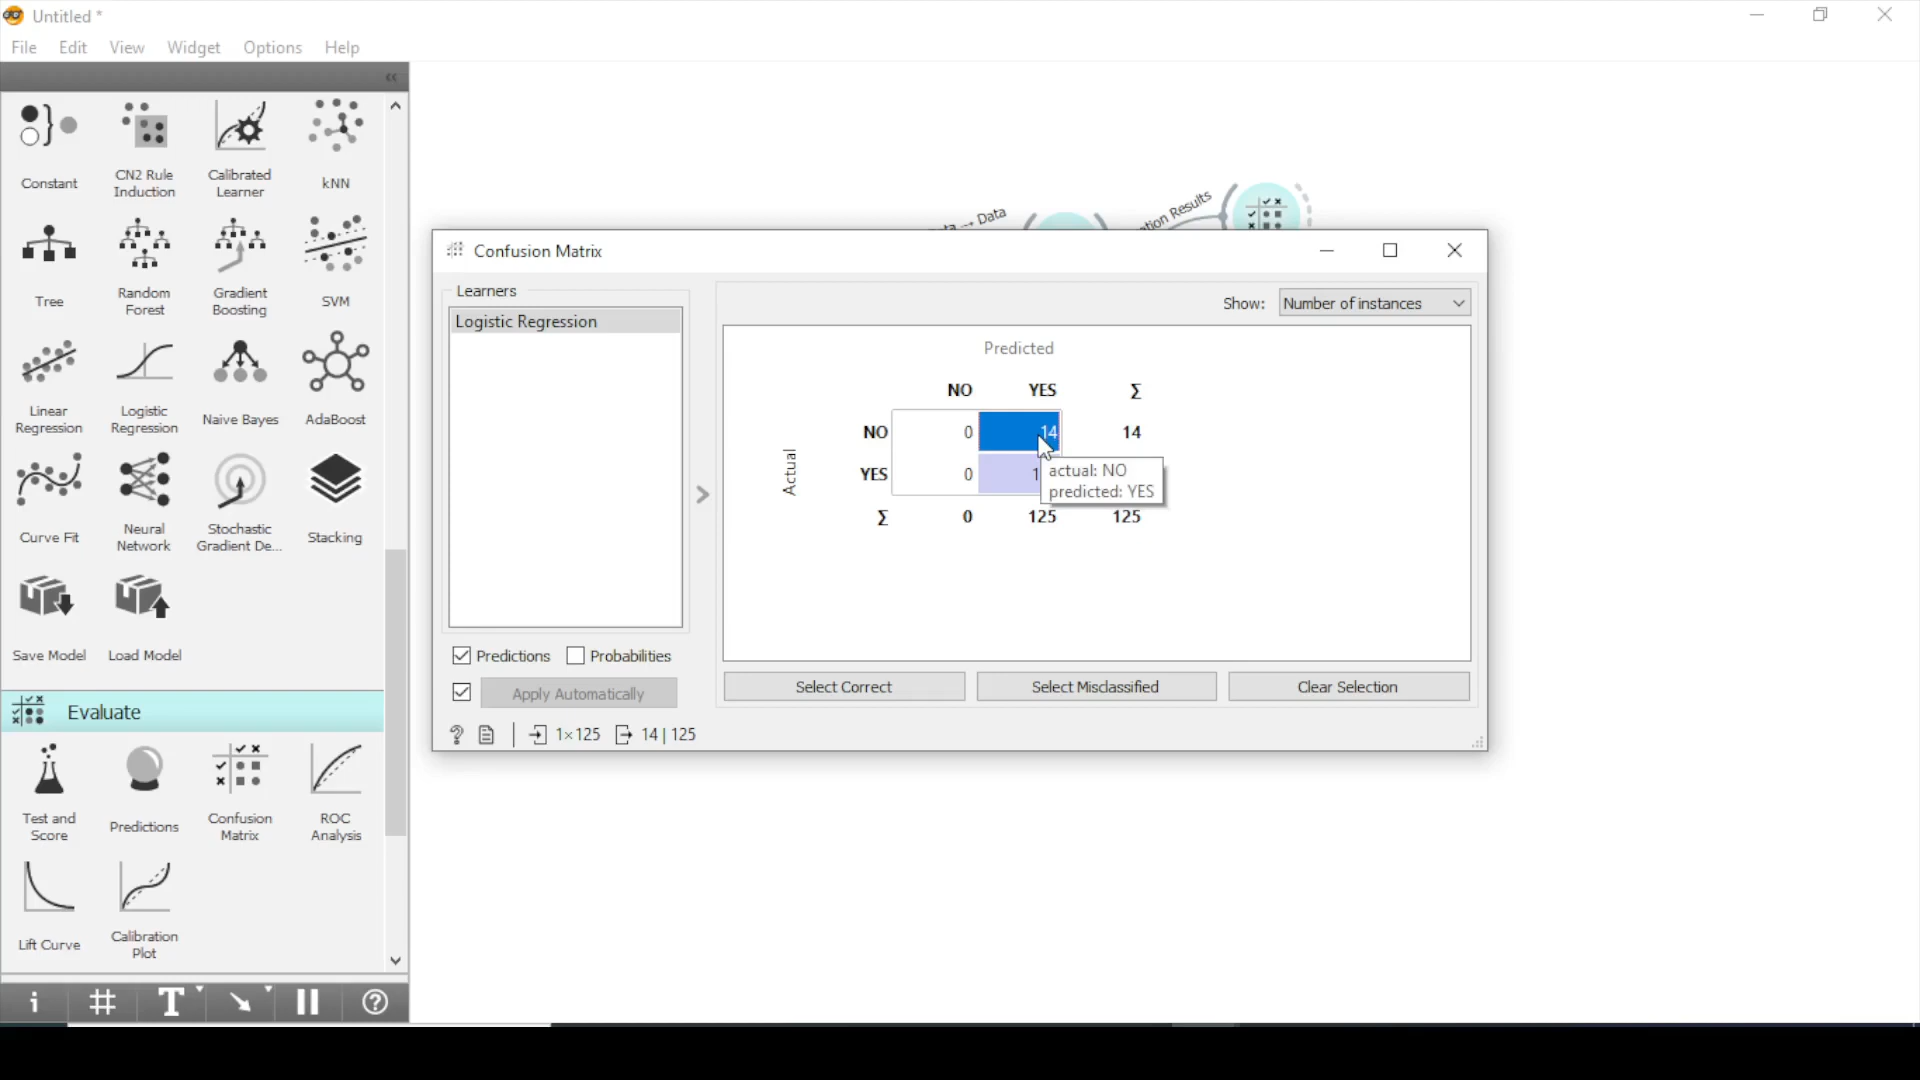 Untitled *
File Edit View Widget Options Help
Constant
CN2 Rule Induction
Calibrated Learner
kNN
Tree
Random Forest
Gradient Boosting
SVM
Linear Regression
Logistic Regression
Naive Bayes
AdaBoost
Curve Fit
Neural Network
Stochastic Gradient De...
Stacking
Save Model
Load Model
Evaluate
Test and Score
Predictions
Confusion Matrix
ROC Analysis
Lift Curve
Calibration Plot
Data
tion Results
Confusion Matrix
Learners
Logistic Regression
Predictions Probabilities
Apply Automatically
1×125 14 | 125
Show: Number of instances
Predicted
NO YES Σ
Actual
NO 0 14 14
YES 0 1
Σ 0 125 125
actual: NO
predicted: YES
Select Correct Select Misclassified Clear Selection